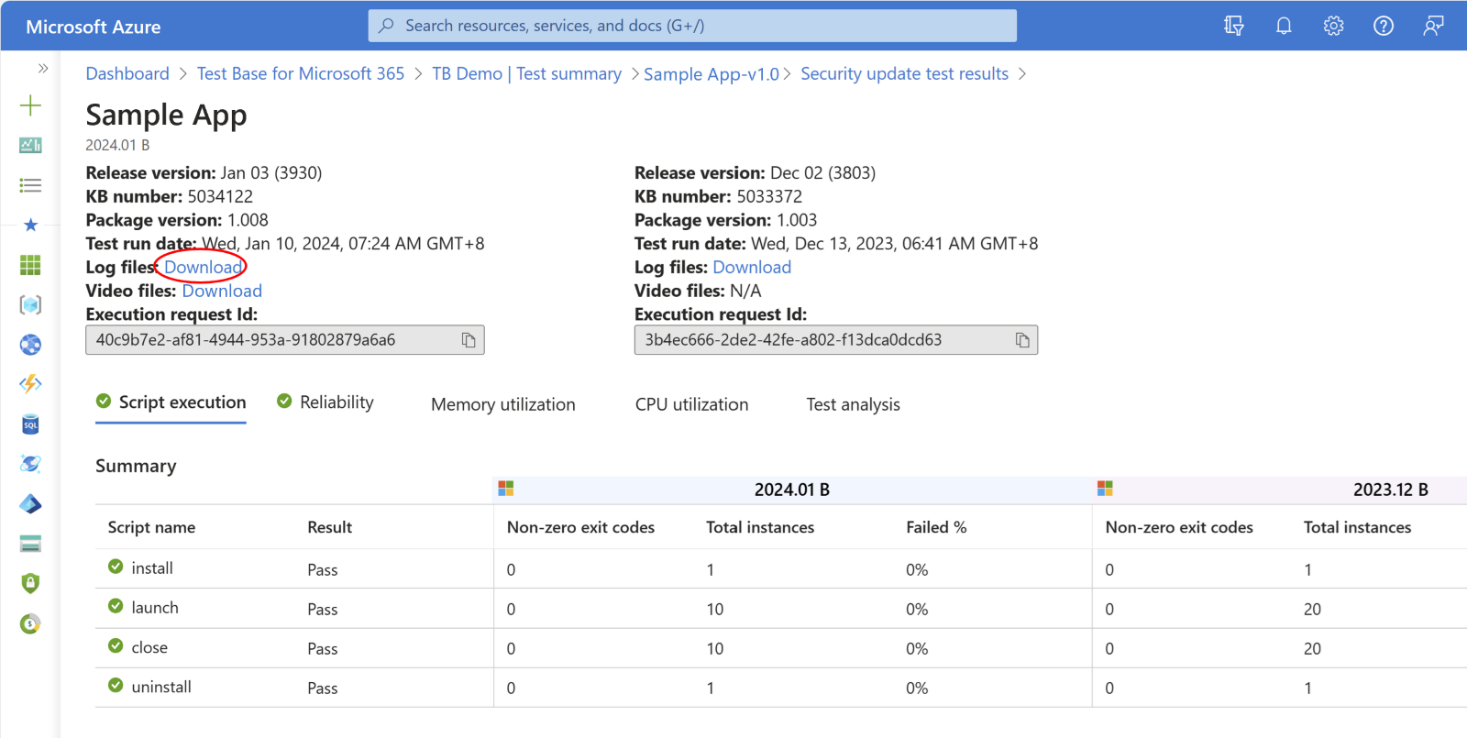 Microsoft Azure
Search resources, services, and docs (G+/)
Dashboard > Test Base for Microsoft 365 > TB Demo | Test summary > Sample App-v1.0 > Security update test results >
Sample App
2024.01 B
Release version: Jan 03 (3930)
KB number: 5034122
Package version: 1.008
Test run date: Wed, Jan 10, 2024, 07:24 AM GMT+8
Log files: Download
Video files: Download
Execution request Id:
40c9b7e2-af81-4944-953a-91802879a6a6
Release version: Dec 02 (3803)
KB number: 5033372
Package version: 1.003
Test run date: Wed, Dec 13, 2023, 06:41 AM GMT+8
Log files: Download
Video files: N/A
Execution request Id:
3b4ec666-2de2-42fe-a802-f13dca0dcd63
Script execution Reliability Memory utilization CPU utilization Test analysis
Summary
2024.01 B 2023.12 B
Script name Result Non-zero exit codes Total instances Failed % Non-zero exit codes Total instances
install Pass 0 1 0% 0 1
launch Pass 0 10 0% 0 20
close Pass 0 10 0% 0 20
uninstall Pass 0 1 0% 0 1
SQL